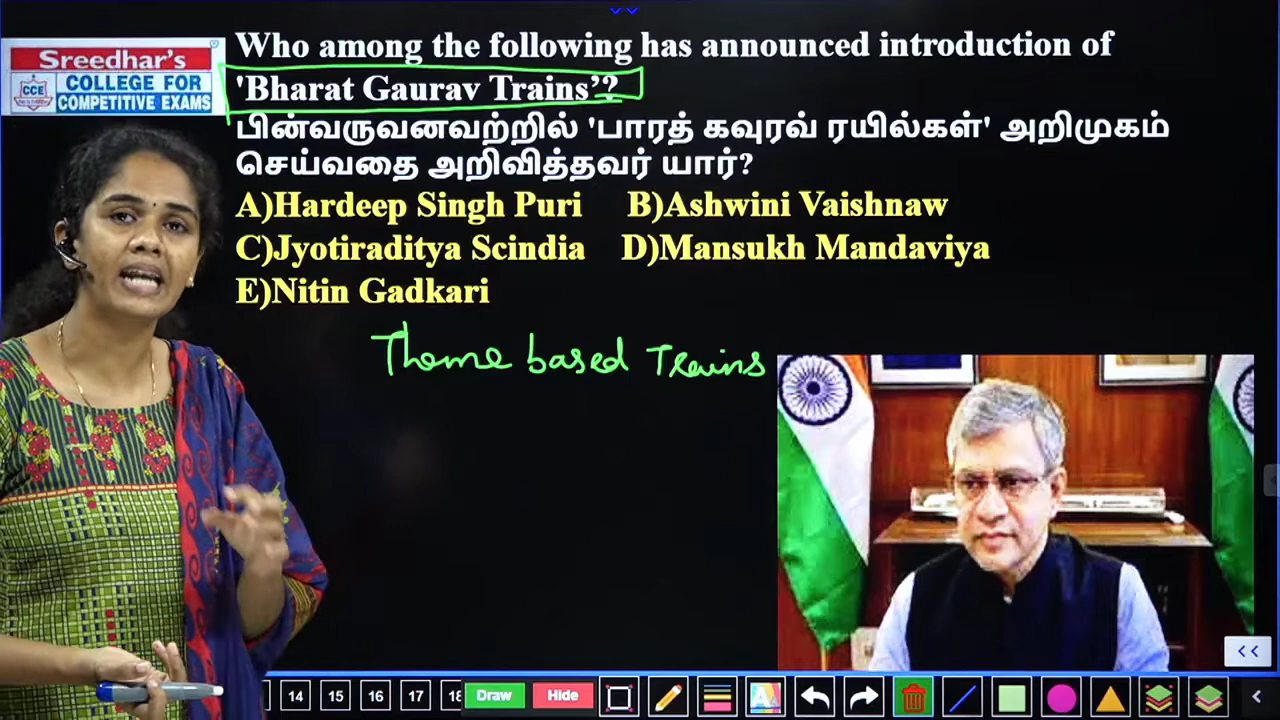 Sreedhar's
CCE
COLLEGE FOR
COMPETITIVE EXAMS
Who among the following has announced introduction of
'Bharat Gaurav Trains’?
பின்வருவனவற்றில் 'பாரத் கவுரவ் ரயில்கள்' அறிமுகம்
செய்வதை அறிவித்தவர் யார்?
A)Hardeep Singh Puri B)Ashwini Vaishnaw
C)Jyotiraditya Scindia D)Mansukh Mandaviya
E)Nitin Gadkari
Theme based Trains
14 15 16 17 18 Draw Hide